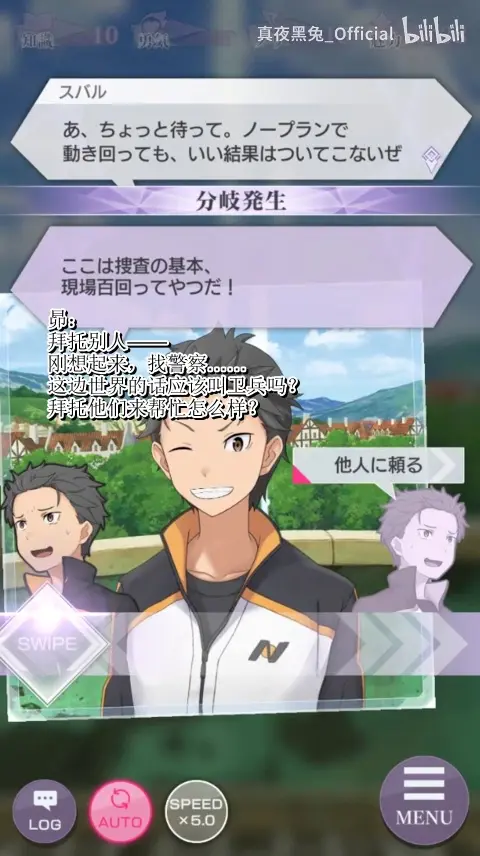 真夜黑兔_Official bilibili
知識 10 勇気
スバル
あ、ちょっと待って。ノープランで
動き回っても、いい結果はついてこないぜ
分岐発生
ここは捜査の基本、
現場百回ってやつだ！
昴：
拜托别人——
刚想起来，找警察……
这边世界的话应该叫卫兵吗？
拜托他们来帮忙怎么样？
他人に頼る
SWIPE
LOG
AUTO
SPEED
×5.0
MENU